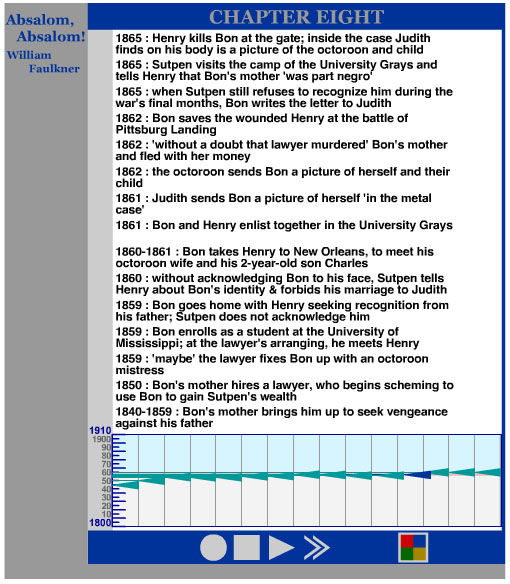 Absalom,
Absalom!
William
Faulkner
CHAPTER EIGHT
1865 : Henry kills Bon at the gate; inside the case Judith
finds on his body is a picture of the octoroon and child
1865 : Sutpen visits the camp of the University Grays and
tells Henry that Bon's mother 'was part negro'
1865 : when Sutpen still refuses to recognize him during the
war's final months, Bon writes the letter to Judith
1862 : Bon saves the wounded Henry at the battle of
Pittsburg Landing
1862 : 'without a doubt that lawyer murdered' Bon's mother
and fled with her money
1862 : the octoroon sends Bon a picture of herself and their
child
1861 : Judith sends Bon a picture of herself 'in the metal
case'
1861 : Bon and Henry enlist together in the University Grays
1860-1861 : Bon takes Henry to New Orleans, to meet his
octoroon wife and his 2-year-old son Charles
1860 : without acknowledging Bon to his face, Sutpen tells
Henry about Bon's identity & forbids his marriage to Judith
1859 : Bon goes home with Henry seeking recognition from
his father; Sutpen does not acknowledge him
1859 : Bon enrolls as a student at the University of
Mississippi; at the lawyer's arranging, he meets Henry
1859 : 'maybe' the lawyer fixes Bon up with an octoroon
mistress
1850 : Bon's mother hires a lawyer, who begins scheming to
use Bon to gain Sutpen's wealth
1840-1859 : Bon's mother brings him up to seek vengeance
against his father
1910
1900
90
80
70
60
50
40
30
20
10
1800